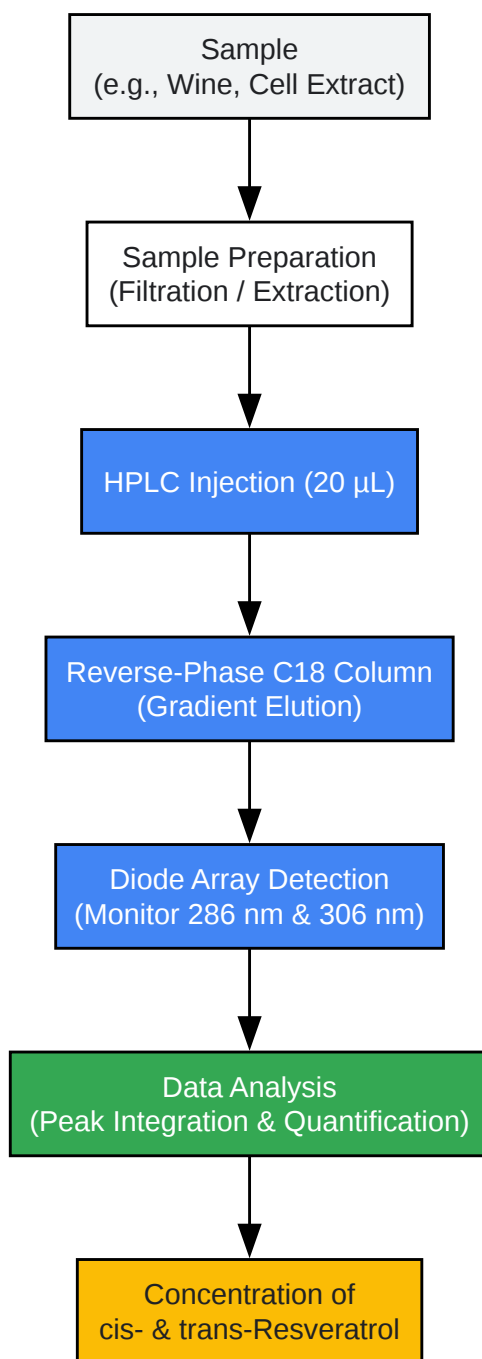 Sample
(e.g., Wine, Cell Extract)
Sample Preparation
(Filtration / Extraction)
HPLC Injection (20 µL)
Reverse-Phase C18 Column
(Gradient Elution)
Diode Array Detection
(Monitor 286 nm & 306 nm)
Data Analysis
(Peak Integration & Quantification)
Concentration of
cis- & trans-Resveratrol